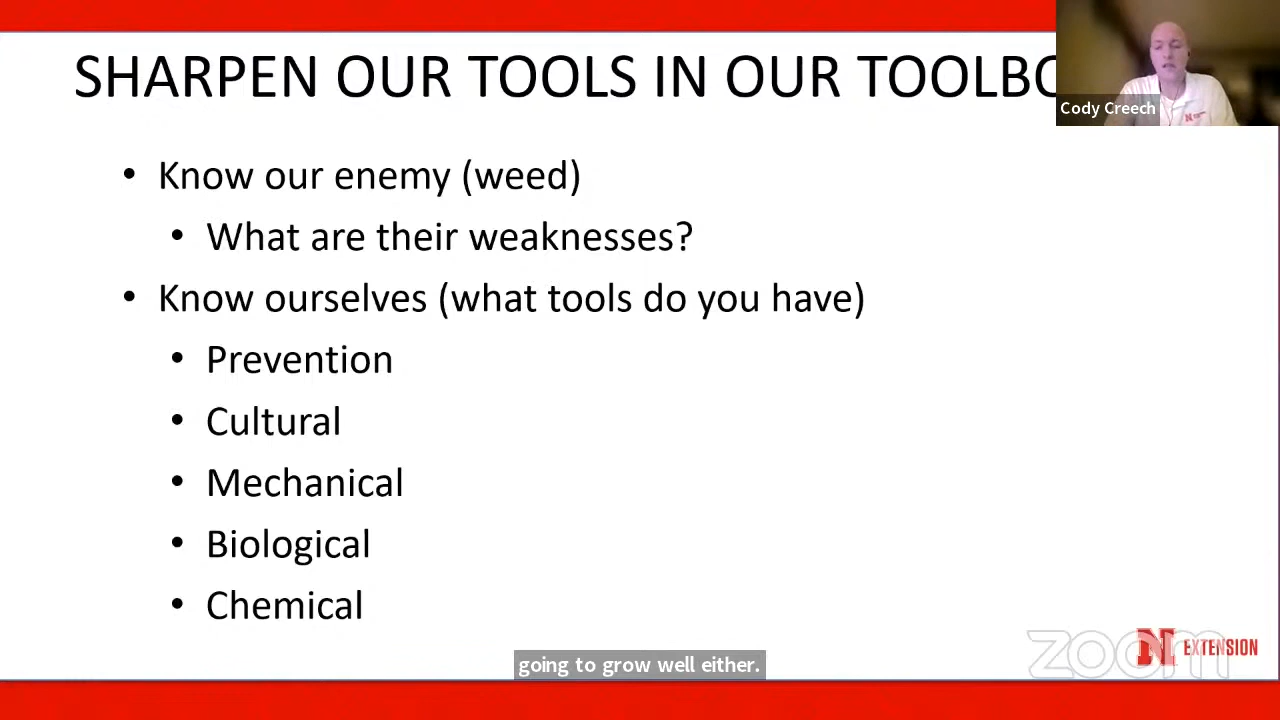 SHARPEN OUR TOOLS IN OUR TOOLBO
Cody Creech
• Know our enemy (weed)
• What are their weaknesses?
• Know ourselves (what tools do you have)
• Prevention
• Cultural
• Mechanical
• Biological
• Chemical
zoom
N EXTENSION
going to grow well either.